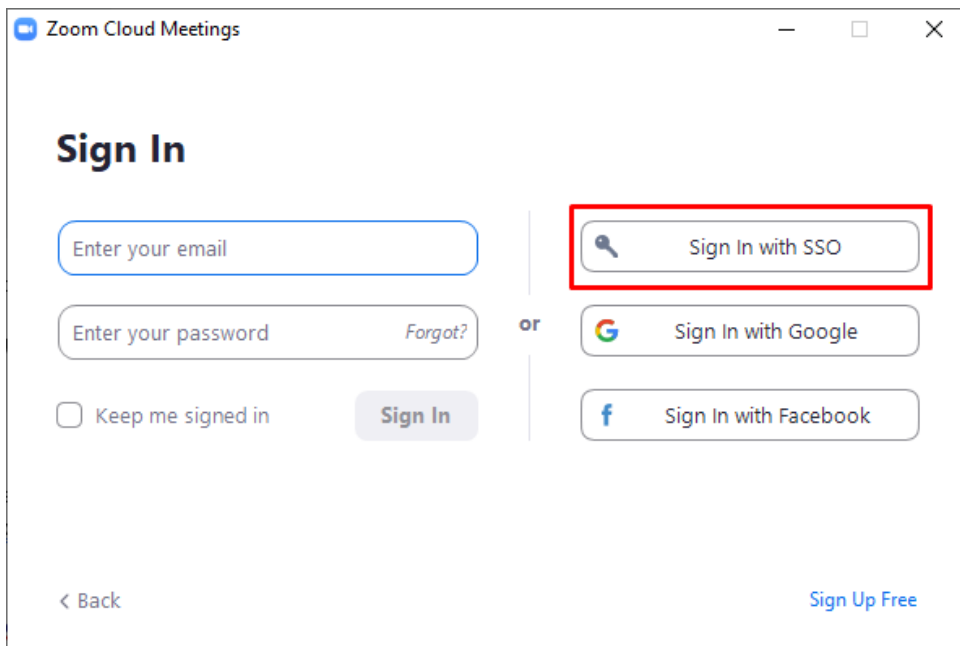 Zoom Cloud Meetings
Sign In
Enter your email
Enter your password Forgot?
Keep me signed in Sign In
or
Sign In with SSO
Sign In with Google
Sign In with Facebook
< Back
Sign Up Free